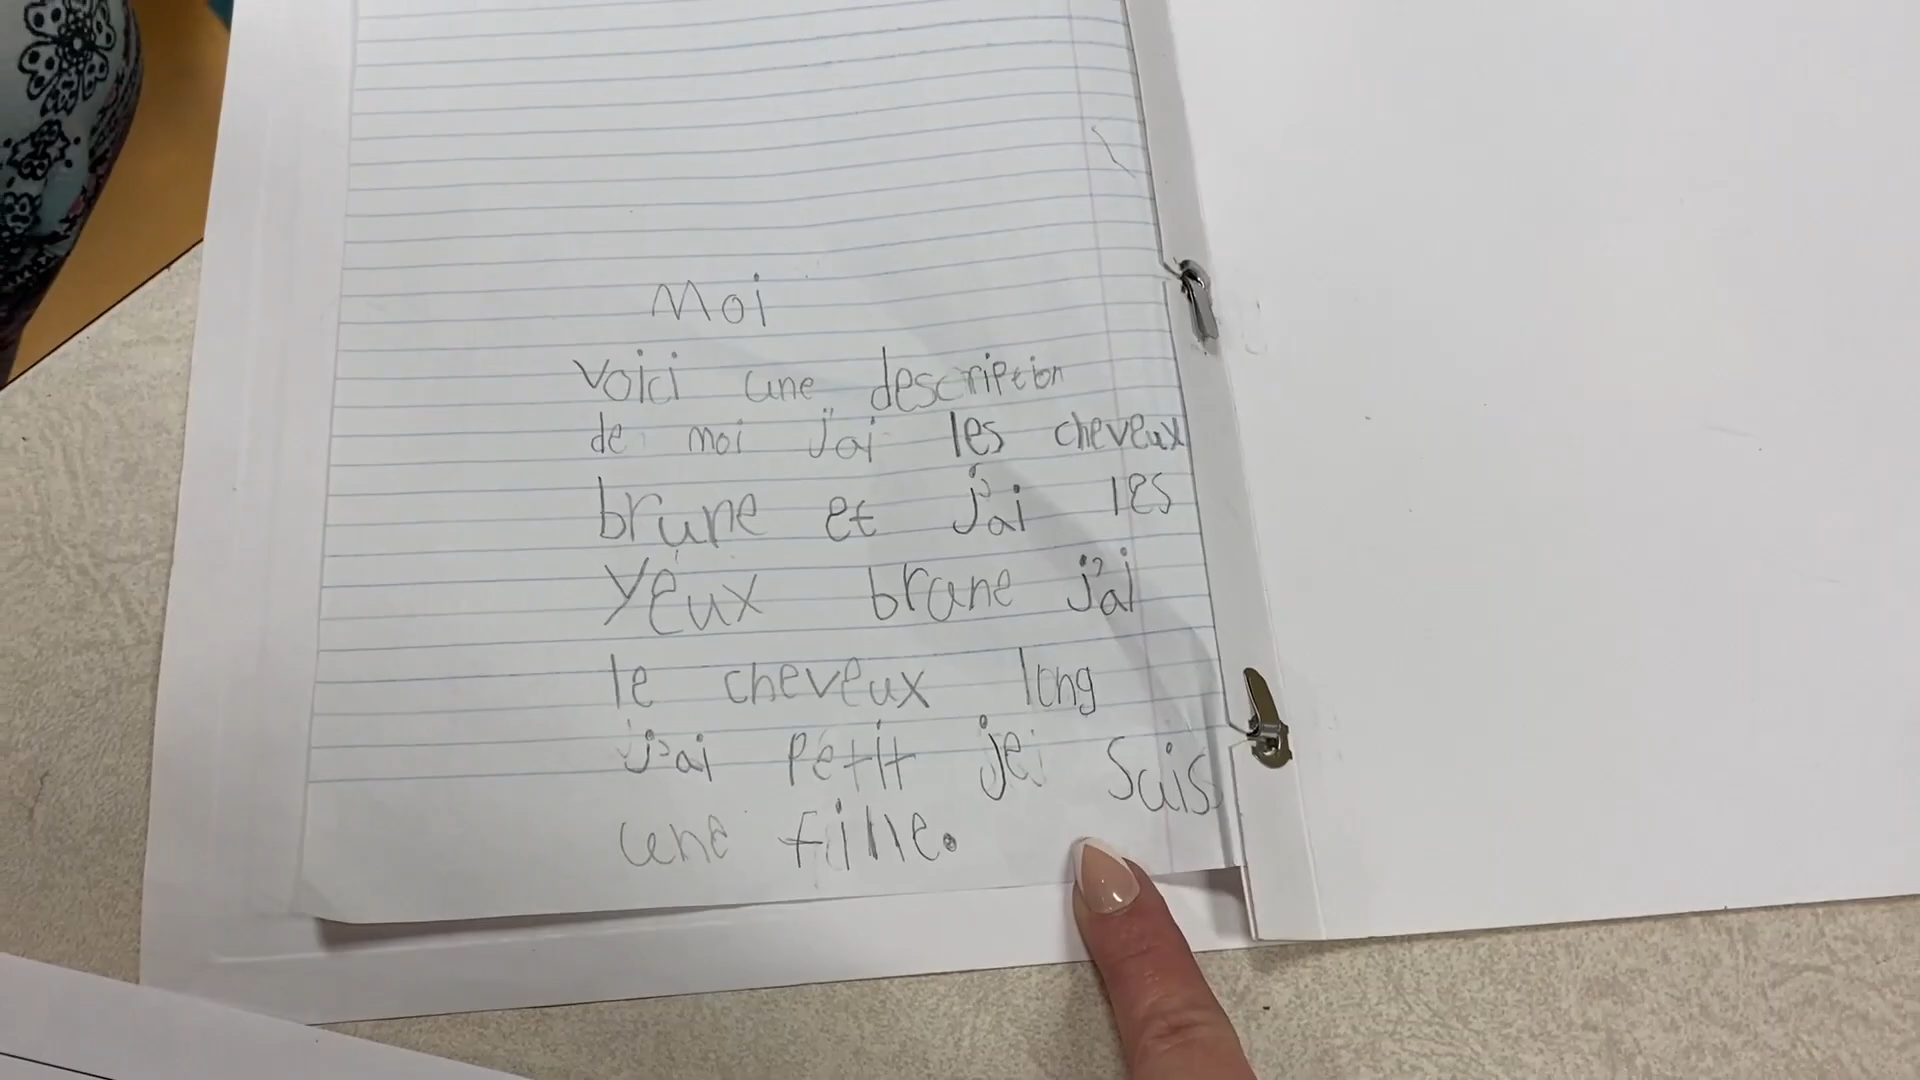 Moi
Voici une description
de moi j'ai les cheveux
brune et j'ai les
yeux brune j'ai
le cheveux long
j'ai petit je suis
une fille.